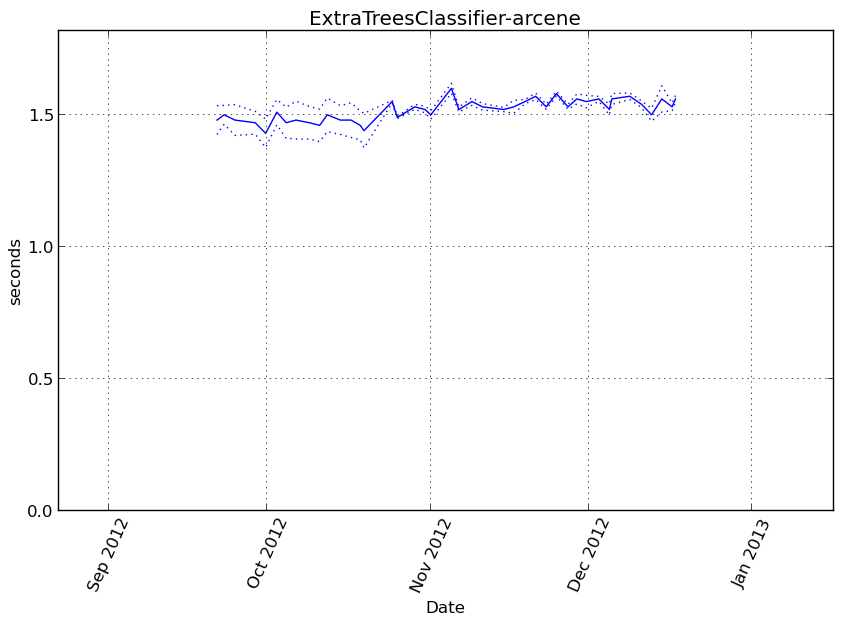 ExtraTreesClassifier-arcene
1.5
1.0
0.5
0.0
seconds
Sep 2012
Oct 2012
Nov 2012
Dec 2012
Jan 2013
Date